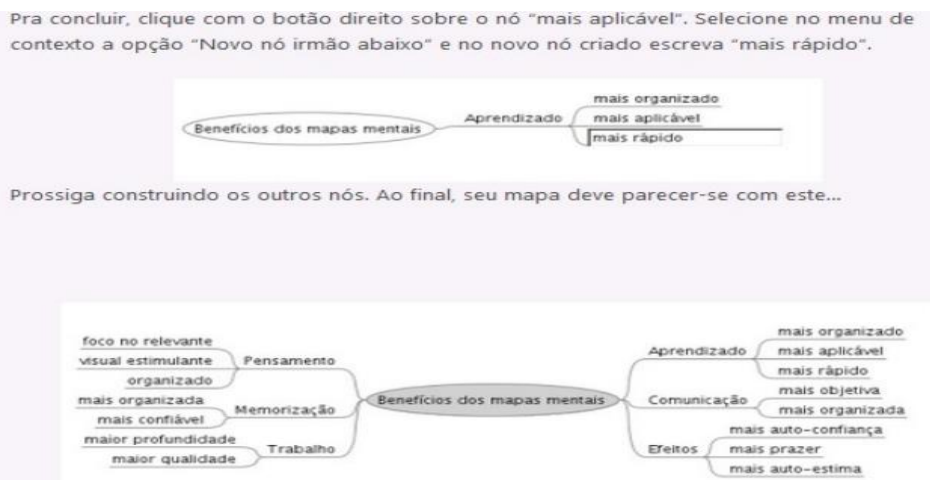 Pra concluir, clique com o botão direito sobre o nó "mais aplicável". Selecione no menu de
contexto a opção "Novo nó irmão abaixo" e no novo nó criado escreva "mais rápido".
Benefícios dos mapas mentais
Aprendizado
mais organizado
mais aplicável
mais rápido
Prossiga construindo os outros nós. Ao final, seu mapa deve parecer-se com este...
foco no relevante
visual estimulante
organizado
Pensamento
mais organizada
mais confiável
Memorização
maior profundidade
maior qualidade
Trabalho
Benefícios dos mapas mentais
Aprendizado
mais organizado
mais aplicável
mais rápido
Comunicação
mais objetiva
mais organizada
Efeitos
mais auto-confiança
mais prazer
mais auto-estima